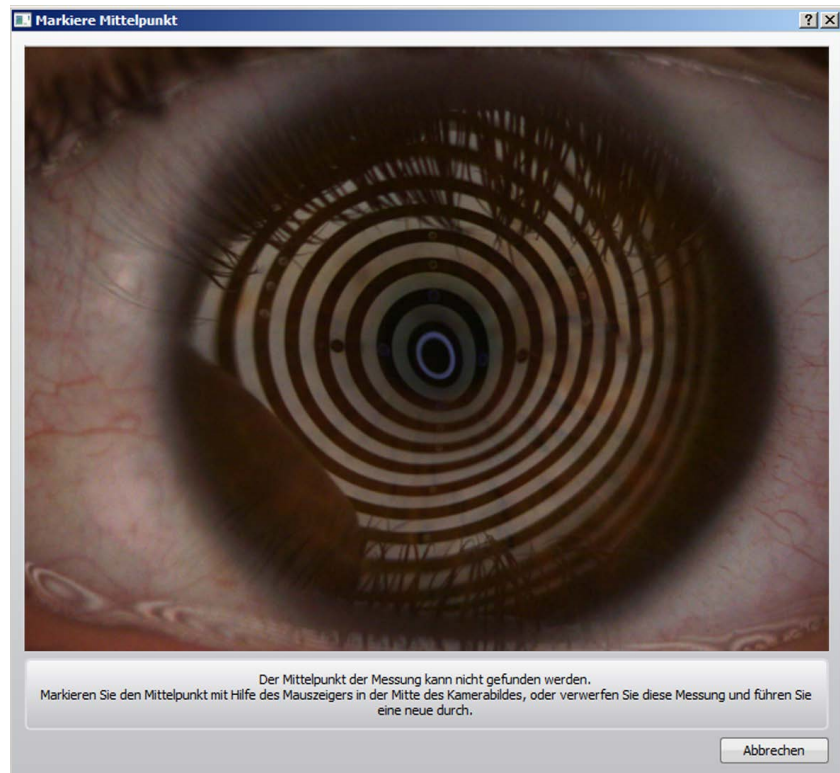 Markiere Mittelpunkt
Der Mittelpunkt der Messung kann nicht gefunden werden.
Markieren Sie den Mittelpunkt mit Hilfe des Mauszeigers in der Mitte des Kamerabildes, oder verwerfen Sie diese Messung und führen Sie
eine neue durch.
Abbrechen